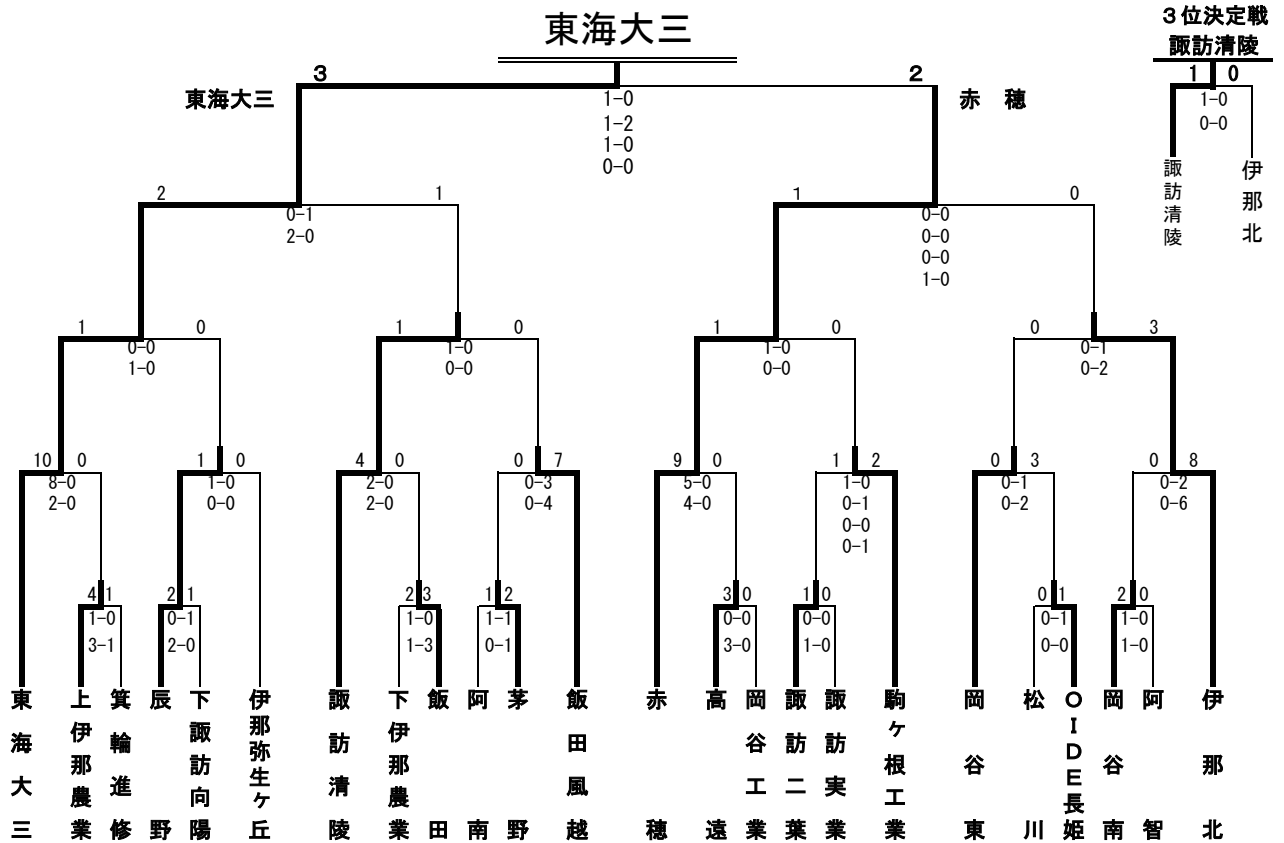 東海大三
３位決定戦
諏訪清陵
3
2
1 0
東海大三
赤 穂
1-0
1-2
1-0
0-0
1-0
0-0
諏訪清陵
伊那北
2
1
1
0
0-1
2-0
0-0
0-0
0-0
1-0
1 0
1 0
1 0
0 3
0-0
1-0
1-0
0-0
1-0
0-0
0-1
0-2
10 0
1 0
4 0
0 7
9 0
1 2
0 3
0 8
8-0
2-0
1-0
0-0
2-0
2-0
0-3
0-4
5-0
4-0
1-0
0-1
0-0
0-1
0-1
0-2
0-2
0-6
4 1
2 1
2 3
1 2
3 0
1 0
0 1
2 0
1-0
3-1
0-1
2-0
1-0
1-3
1-1
0-1
0-0
3-0
0-0
1-0
0-1
0-0
1-0
1-0
東海大三
上伊那農業
箕輪進修
辰野
下諏訪向陽
伊那弥生ヶ丘
諏訪清陵
下伊那農業
飯田
阿南
茅野
飯田風越
赤穂
高遠
岡谷工業
諏訪二葉
諏訪実業
駒ヶ根工業
岡谷東
松川
ＯＩＤＥ長姫
岡谷南
阿智
伊那北